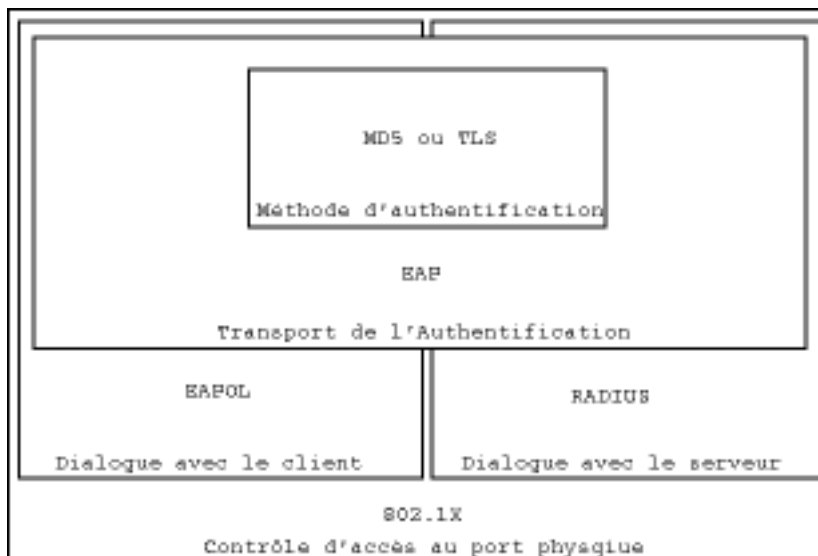 MD5 ou TLS
Méthode d'authentification
EAP
Transport de l'Authentification
EAPOL
RADIUS
Dialogue avec le client
Dialogue avec le serveur
802.1X
Contrôle d'accès au port physqiue